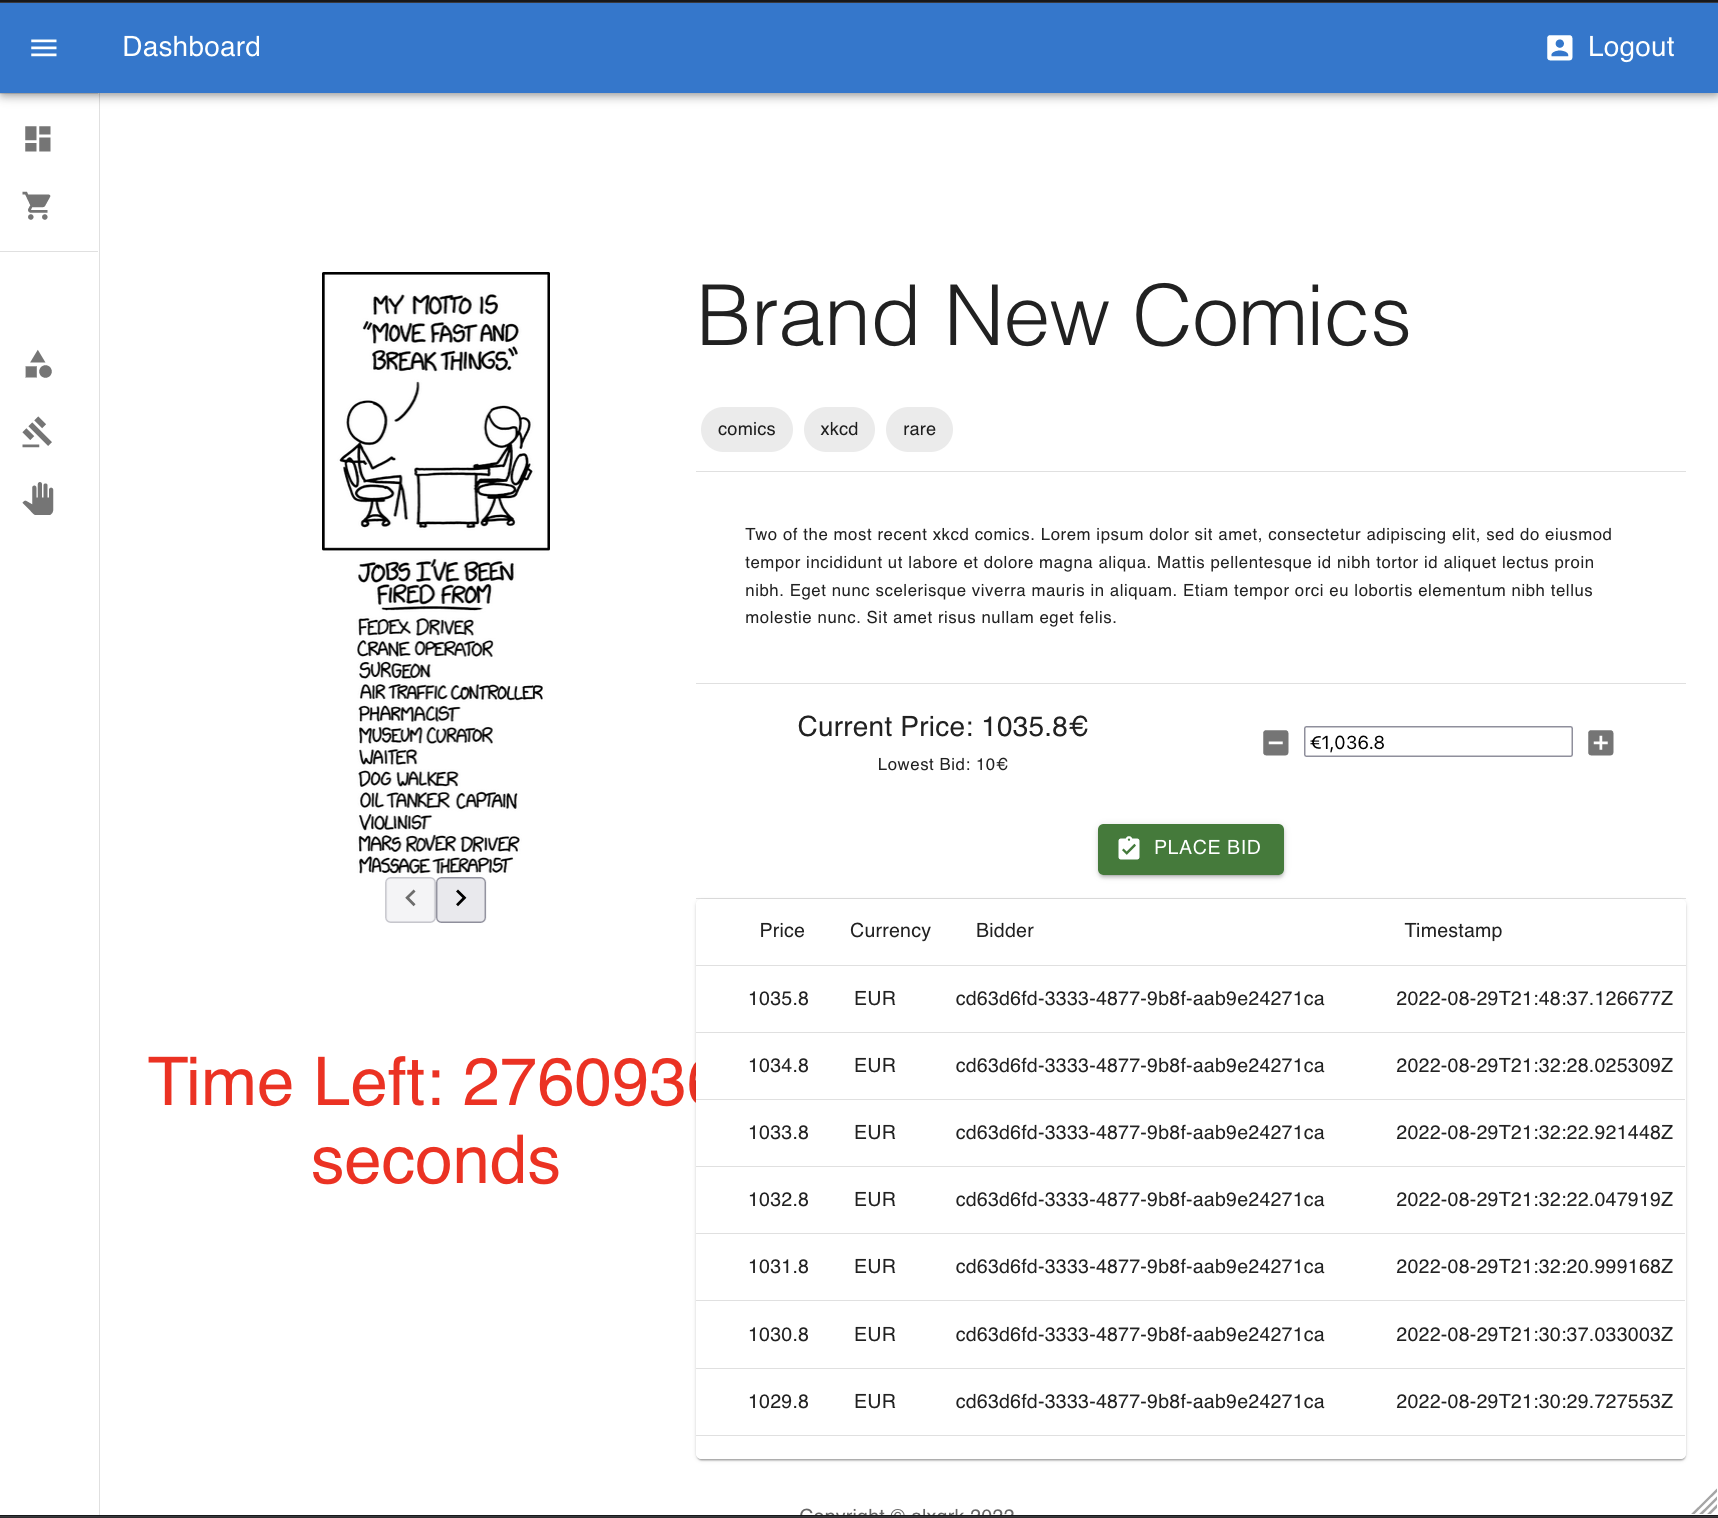 Dashboard
Logout
MY MOTTO IS
"MOVE FAST AND
BREAK THINGS."
JOBS I'VE BEEN
FIRED FROM
FEDEX DRIVER
CRANE OPERATOR
SURGEON
AIR TRAFFIC CONTROLLER
PHARMACIST
MUSEUM CURATOR
WAITER
DOG WALKER
OIL TANKER CAPTAIN
VIOLINIST
MARS ROVER DRIVER
MASSAGE THERAPIST
Time Left: 2760936
seconds
Brand New Comics
comics xkcd rare
Two of the most recent xkcd comics. Lorem ipsum dolor sit amet, consectetur adipiscing elit, sed do eiusmod
tempor incididunt ut labore et dolore magna aliqua. Mattis pellentesque id nibh tortor id aliquet lectus proin
nibh. Eget nunc scelerisque viverra mauris in aliquam. Etiam tempor orci eu lobortis elementum nibh tellus
molestie nunc. Sit amet risus nullam eget felis.
Current Price: 1035.8€
Lowest Bid: 10€
€1,036.8
PLACE BID
Price Currency Bidder Timestamp
1035.8 EUR cd63d6fd-3333-4877-9b8f-aab9e24271ca 2022-08-29T21:48:37.126677Z
1034.8 EUR cd63d6fd-3333-4877-9b8f-aab9e24271ca 2022-08-29T21:32:28.025309Z
1033.8 EUR cd63d6fd-3333-4877-9b8f-aab9e24271ca 2022-08-29T21:32:22.921448Z
1032.8 EUR cd63d6fd-3333-4877-9b8f-aab9e24271ca 2022-08-29T21:32:22.047919Z
1031.8 EUR cd63d6fd-3333-4877-9b8f-aab9e24271ca 2022-08-29T21:32:20.999168Z
1030.8 EUR cd63d6fd-3333-4877-9b8f-aab9e24271ca 2022-08-29T21:30:37.033003Z
1029.8 EUR cd63d6fd-3333-4877-9b8f-aab9e24271ca 2022-08-29T21:30:29.727553Z
Copyright © 2022